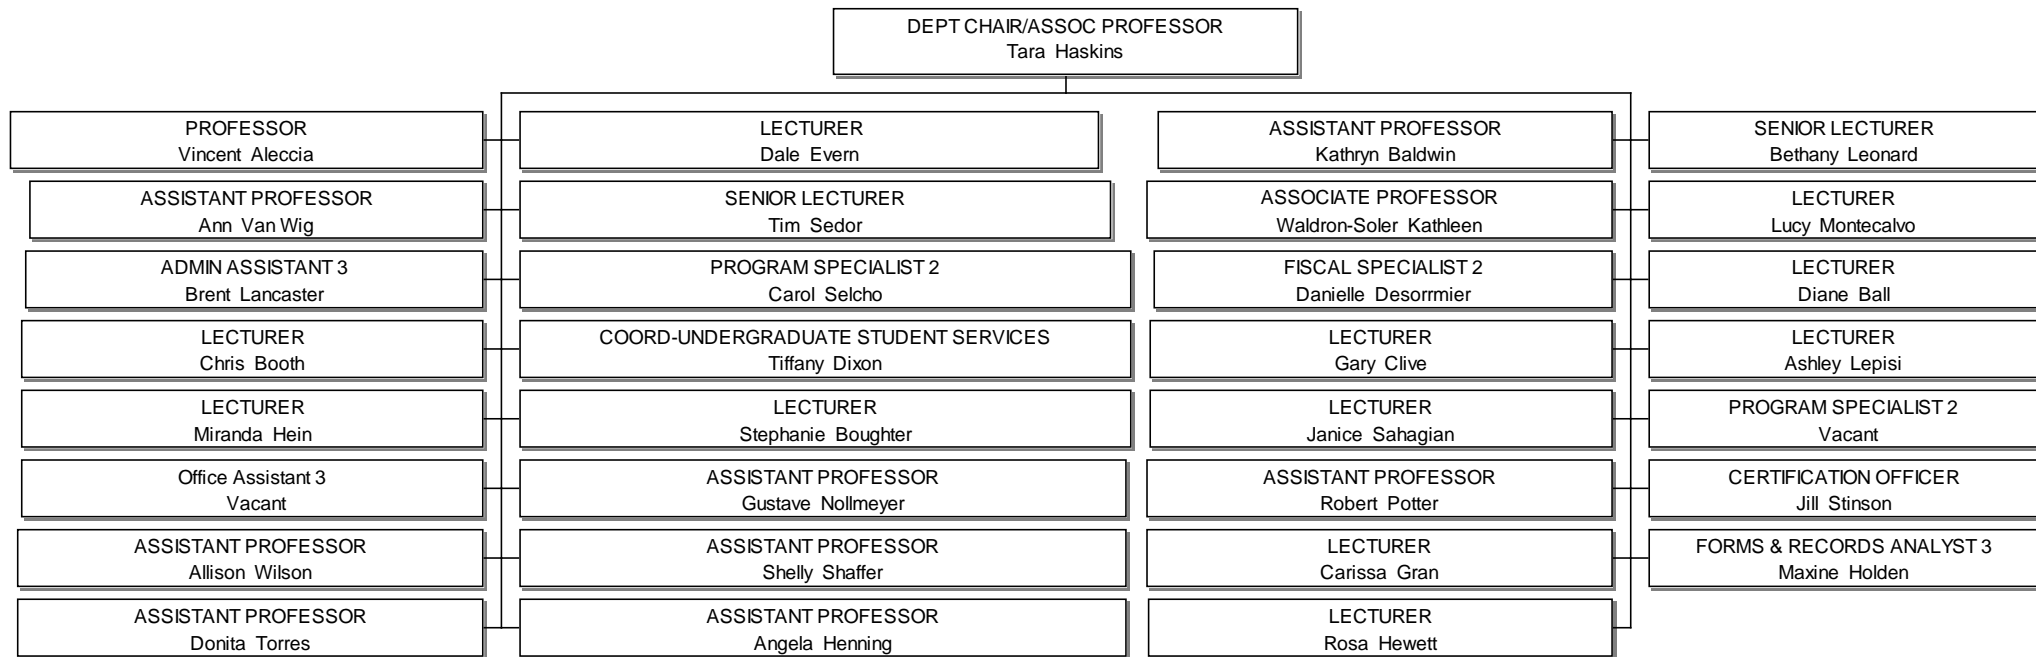 DEPT CHAIR/ASSOC PROFESSOR
Tara Haskins
PROFESSOR
Vincent Aleccia
LECTURER
Dale Evern
ASSISTANT PROFESSOR
Kathryn Baldwin
SENIOR LECTURER
Bethany Leonard
ASSISTANT PROFESSOR
Ann Van Wig
SENIOR LECTURER
Tim Sedor
ASSOCIATE PROFESSOR
Waldron-Soler Kathleen
LECTURER
Lucy Montecalvo
ADMIN ASSISTANT 3
Brent Lancaster
PROGRAM SPECIALIST 2
Carol Selcho
FISCAL SPECIALIST 2
Danielle Desorrmier
LECTURER
Diane Ball
LECTURER
Chris Booth
COORD-UNDERGRADUATE STUDENT SERVICES
Tiffany Dixon
LECTURER
Gary Clive
LECTURER
Ashley Lepisi
LECTURER
Miranda Hein
LECTURER
Stephanie Boughter
LECTURER
Janice Sahagian
PROGRAM SPECIALIST 2
Vacant
Office Assistant 3
Vacant
ASSISTANT PROFESSOR
Gustave Nollmeyer
ASSISTANT PROFESSOR
Robert Potter
CERTIFICATION OFFICER
Jill Stinson
ASSISTANT PROFESSOR
Allison Wilson
ASSISTANT PROFESSOR
Shelly Shaffer
LECTURER
Carissa Gran
FORMS & RECORDS ANALYST 3
Maxine Holden
ASSISTANT PROFESSOR
Donita Torres
ASSISTANT PROFESSOR
Angela Henning
LECTURER
Rosa Hewett